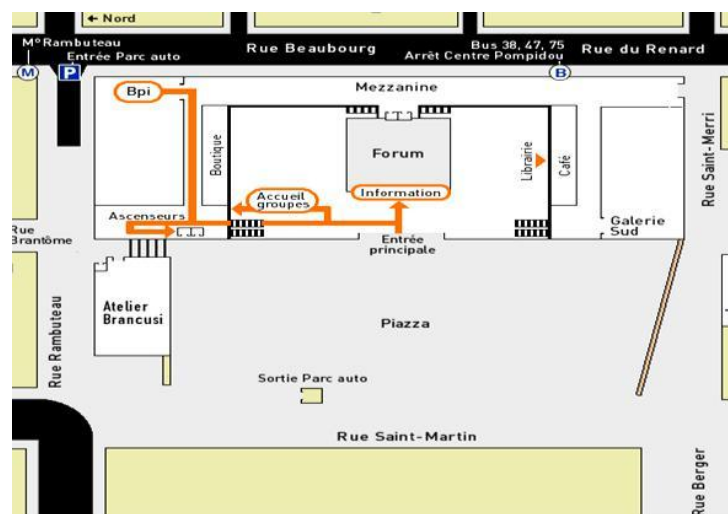 ← Nord
M° Rambuteau
Entrée Parc auto
Rue Beaubourg
Bus 38, 47, 75
Arrêt Centre Pompidou
Rue du Renard
M
P
B
Bpi
Mezzanine
Boutique
Forum
Librairie
Café
Rue Saint-Merri
Accueil
groupes
Information
Ascenseurs
Galerie
Sud
Rue
Brantôme
Entrée
principale
Atelier
Brancusi
Piazza
Rue Rambuteau
Sortie Parc auto
Rue Saint-Martin
Rue Berger